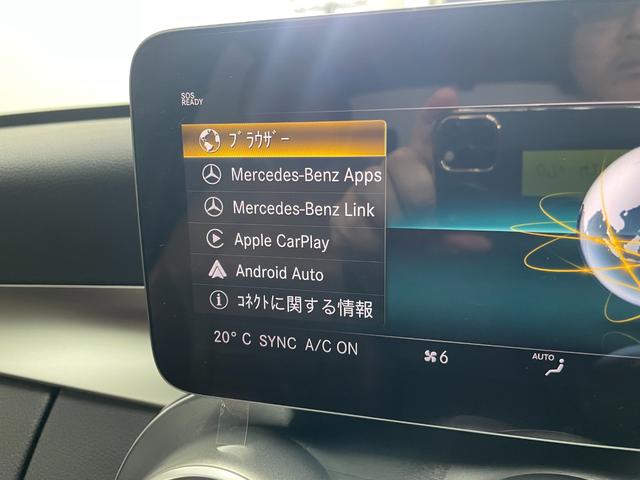 SOS
READY
ﾌﾞﾗｳｻﾞｰ
Mercedes-Benz Apps
Mercedes-Benz Link
Apple CarPlay
Android Auto
ｺﾈｸﾄに関する情報
20° C SYNC A/C ON
6
AUTO